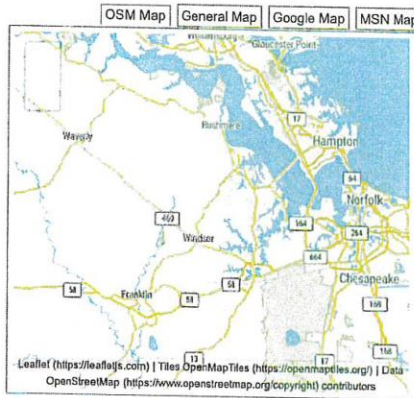 OSM Map General Map Google Map MSN Map
Gloucester Point
17
Rushmere
Waverly
Hampton
64
460
Norfolk
564
264
Windsor
664
58
58
58
Franklin
Chesapeake
168
13
17
168
Leaflet (https://leafletjs.com) | Tiles OpenMapTiles (https://openmaptiles.org/) | Data
OpenStreetMap (https://www.openstreetmap.org/copyright) contributors